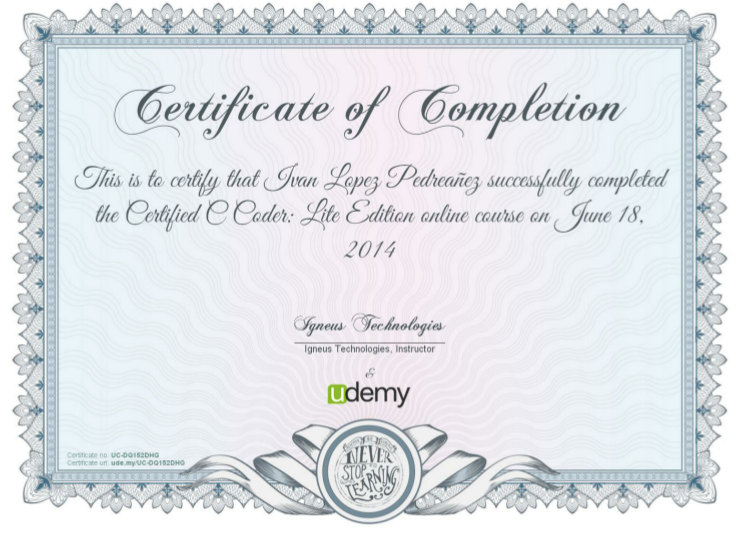 Certificate of Completion
This is to certify that Ivan Lopez Pedreañez successfully completed
the Certified C Coder: Lite Edition online course on June 18,
2014
Igneus Technologies
Igneus Technologies, Instructor
&
udemy
NEVER
STOP
LEARNING
Certificate no: UC-DG152DHG
Certificate url: ude.my/UC-DG152DHG